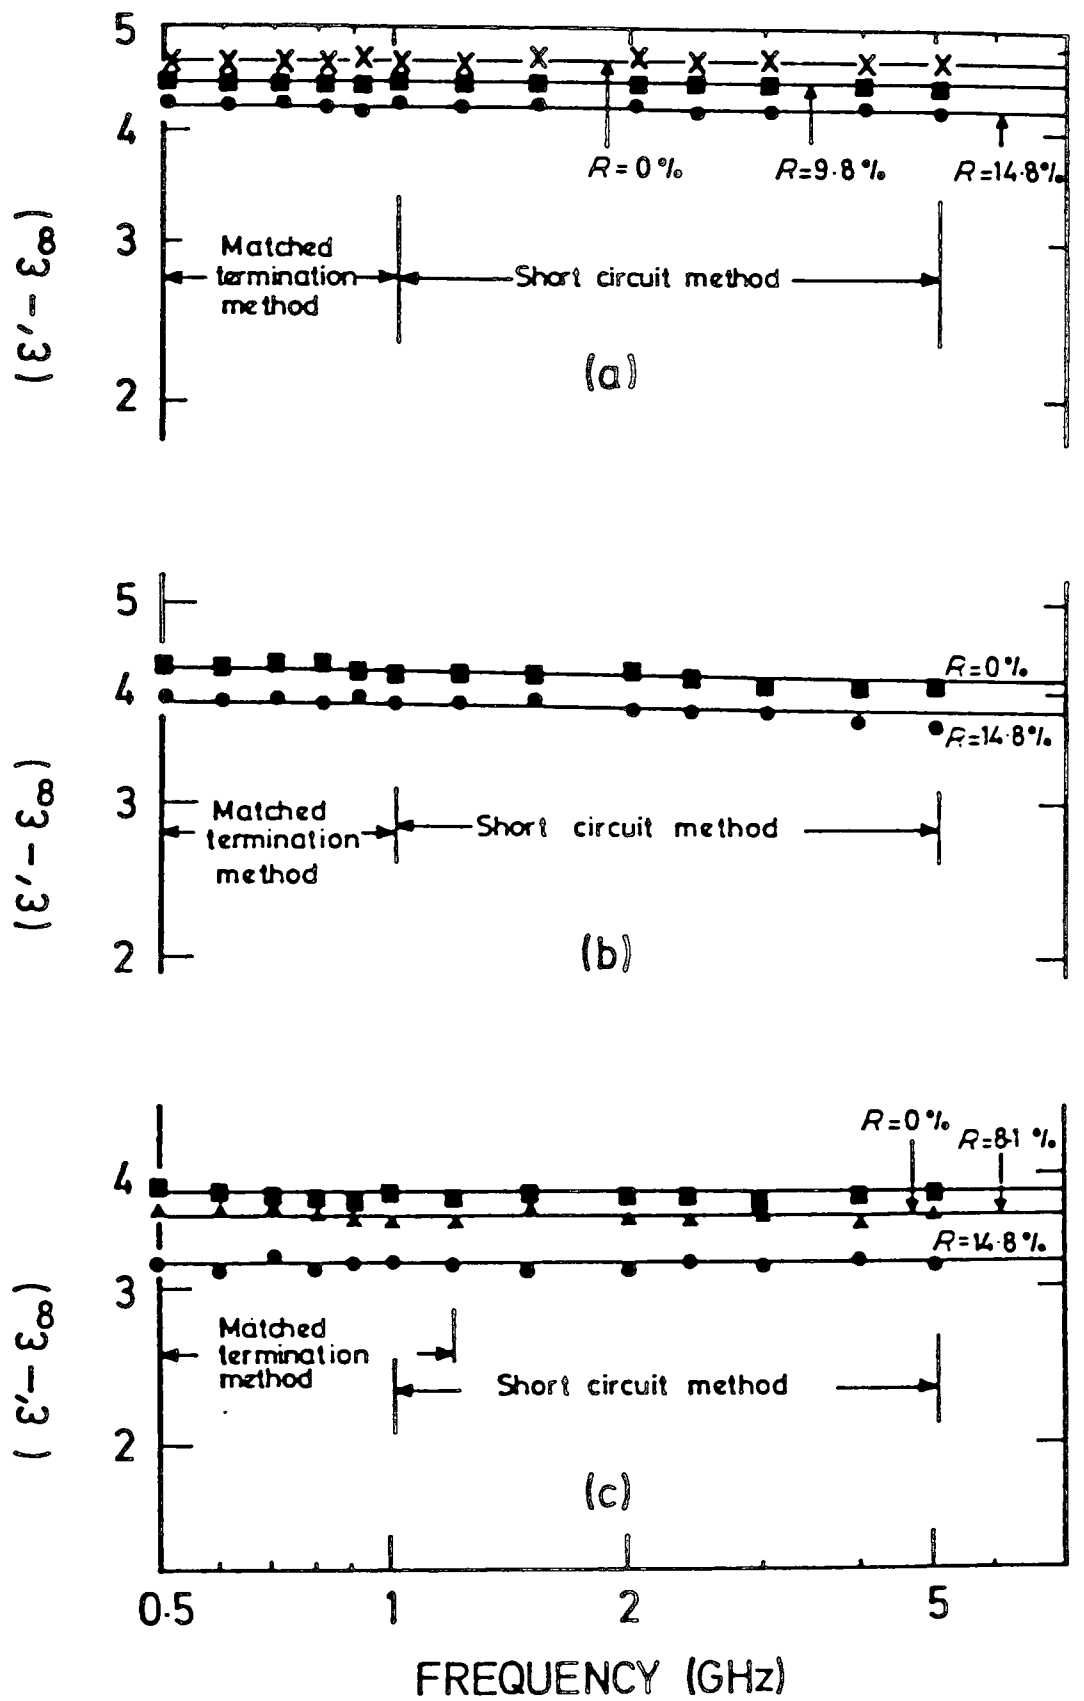 5
4
R=0%
R=9·8%
R=14·8%
3
Matched
termination
method
Short circuit method
(ε′-ε∞)
2
(a)
5
R=0%
4
R=14·8%
3
Matched
termination
method
Short circuit method
(ε′-ε∞)
2
(b)
R=0%
R=8·1%
4
R=14·8%
3
Matched
termination
method
Short circuit method
(ε′-ε∞)
2
(c)
0·5 1 2 5
FREQUENCY (GHz)